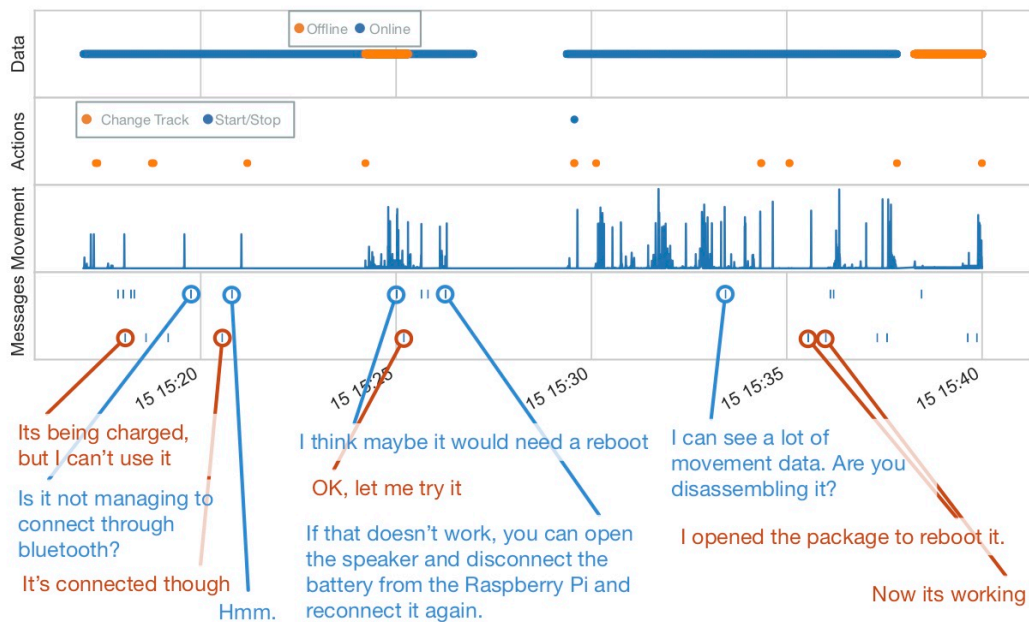 Data
Offline Online
Actions
Change Track Start/Stop
Movement
Messages
15 15:20
15 15:25
15 15:30
15 15:35
15 15:40
Its being charged,
but I can't use it
Is it not managing to
connect through
bluetooth?
It's connected though
Hmm.
I think maybe it would need a reboot
OK, let me try it
If that doesn't work, you can open
the speaker and disconnect the
battery from the Raspberry Pi and
reconnect it again.
I can see a lot of
movement data. Are you
disassembling it?
I opened the package to reboot it.
Now its working